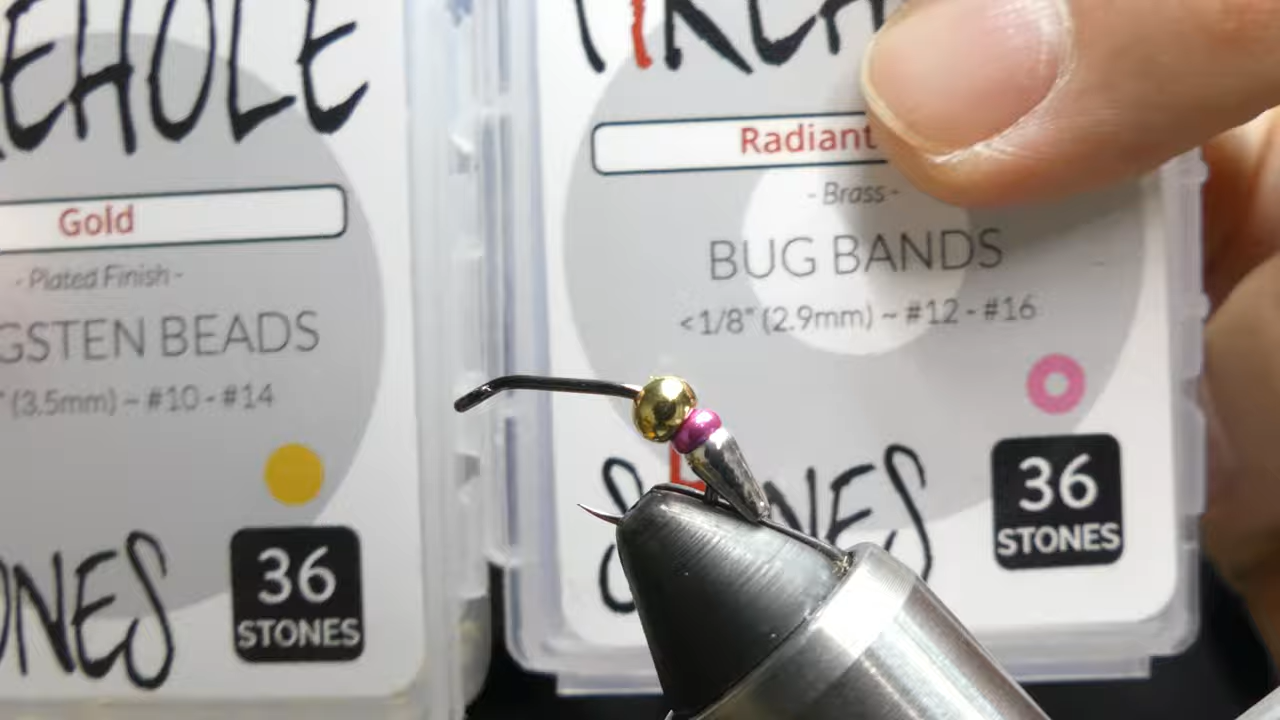 EHOLE
Gold
- Plated Finish -
GSTEN BEADS
" (3.5mm) ~ #10 - #14
ONES
36
STONES
Radiant
- Brass -
BUG BANDS
<1/8" (2.9mm) ~ #12 - #16
36
STONES